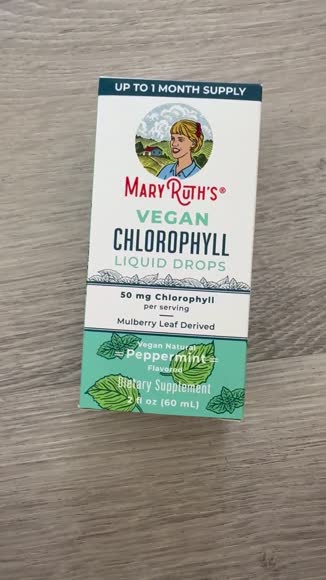 UP TO 1 MONTH SUPPLY
MARYRUTH'S®
VEGAN
CHLOROPHYLL
LIQUID DROPS
50 mg Chlorophyll
per serving
Mulberry Leaf Derived
Vegan Natural
Peppermint
Flavored
Dietary Supplement
2 fl oz (60 mL)